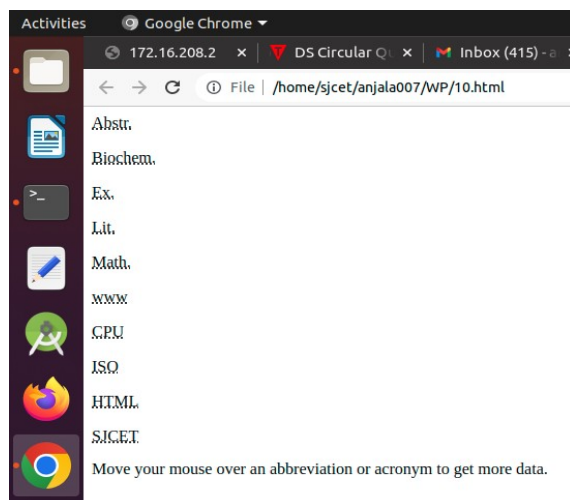 Activities Google Chrome
172.16.208.2 DS Circular Q Inbox (415) - a
File /home/sjcet/anjala007/WP/10.html
Abstr.
Biochem.
Ex.
Lit.
Math.
www
CPU
ISO
HTML
SJCET
Move your mouse over an abbreviation or acronym to get more data.